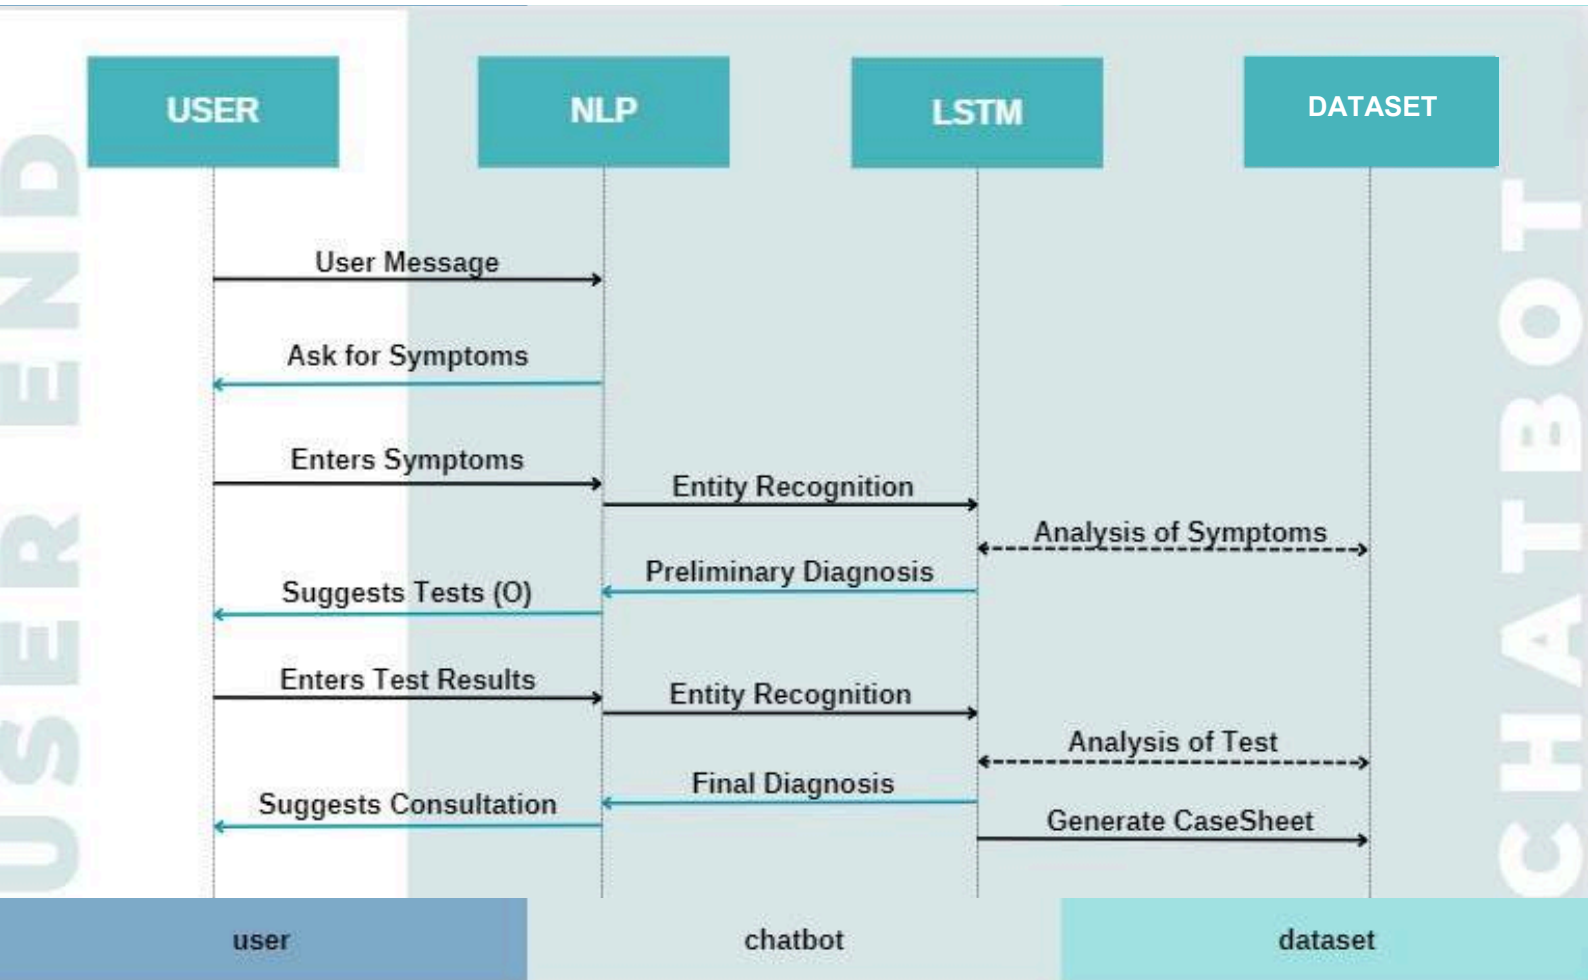 USER
NLP
LSTM
DATASET
USER END
CHATBOT
User Message
Ask for Symptoms
Enters Symptoms
Entity Recognition
Analysis of Symptoms
Preliminary Diagnosis
Suggests Tests (O)
Enters Test Results
Entity Recognition
Analysis of Test
Final Diagnosis
Suggests Consultation
Generate CaseSheet
user
chatbot
dataset